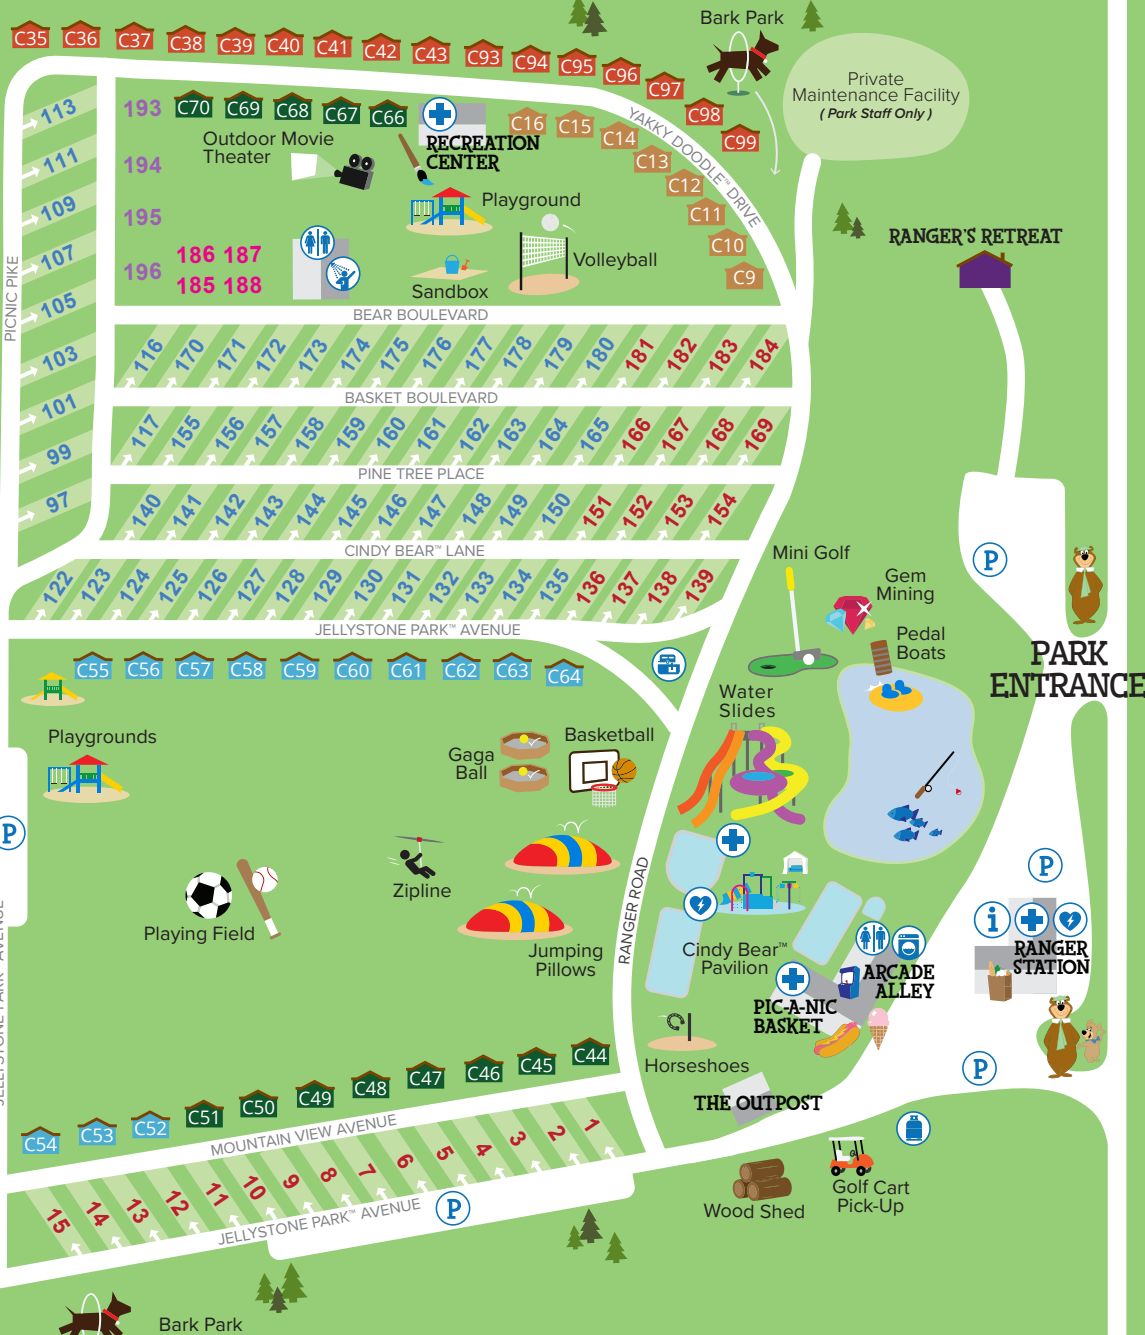 C35 C36 C37 C38 C39 C40 C41 C42 C43 C93 C94 C95 C96 C97 C98 C99
Bark Park
Private
Maintenance Facility
( Park Staff Only )
YAKKY DOODLE™ DRIVE
113
111
109
107
105
103
101
99
97
PICNIC PIKE
193
194
195
196
C70 C69 C68 C67 C66
Outdoor Movie
Theater
RECREATION
CENTER
C16 C15 C14 C13 C12 C11 C10 C9
Playground
Volleyball
Sandbox
186 187
185 188
RANGER'S RETREAT
BEAR BOULEVARD
116 170 171 172 173 174 175 176 177 178 179 180 181 182 183 184
BASKET BOULEVARD
117 155 156 157 158 159 160 161 162 163 164 165 166 167 168 169
PINE TREE PLACE
140 141 142 143 144 145 146 147 148 149 150 151 152 153 154
CINDY BEAR™ LANE
122 123 124 125 126 127 128 129 130 131 132 133 134 135 136 137 138 139
JELLYSTONE PARK™ AVENUE
Mini Golf
Gem
Mining
Pedal
Boats
P
PARK
ENTRANCE
C55 C56 C57 C58 C59 C60 C61 C62 C63 C64
Playgrounds
Gaga
Ball
Basketball
Water
Slides
P
Zipline
Playing Field
Jumping
Pillows
RANGER ROAD
Cindy Bear™
Pavilion
ARCADE
ALLEY
PIC-A-NIC
BASKET
P
i
RANGER
STATION
Horseshoes
P
THE OUTPOST
JELLYSTONE PARK™ AVENUE
C54 C53 C52 C51 C50 C49 C48 C47 C46 C45 C44
MOUNTAIN VIEW AVENUE
15 14 13 12 11 10 9 8 7 6 5 4 3 2 1
JELLYSTONE PARK™ AVENUE
P
Wood Shed
Golf Cart
Pick-Up
Bark Park